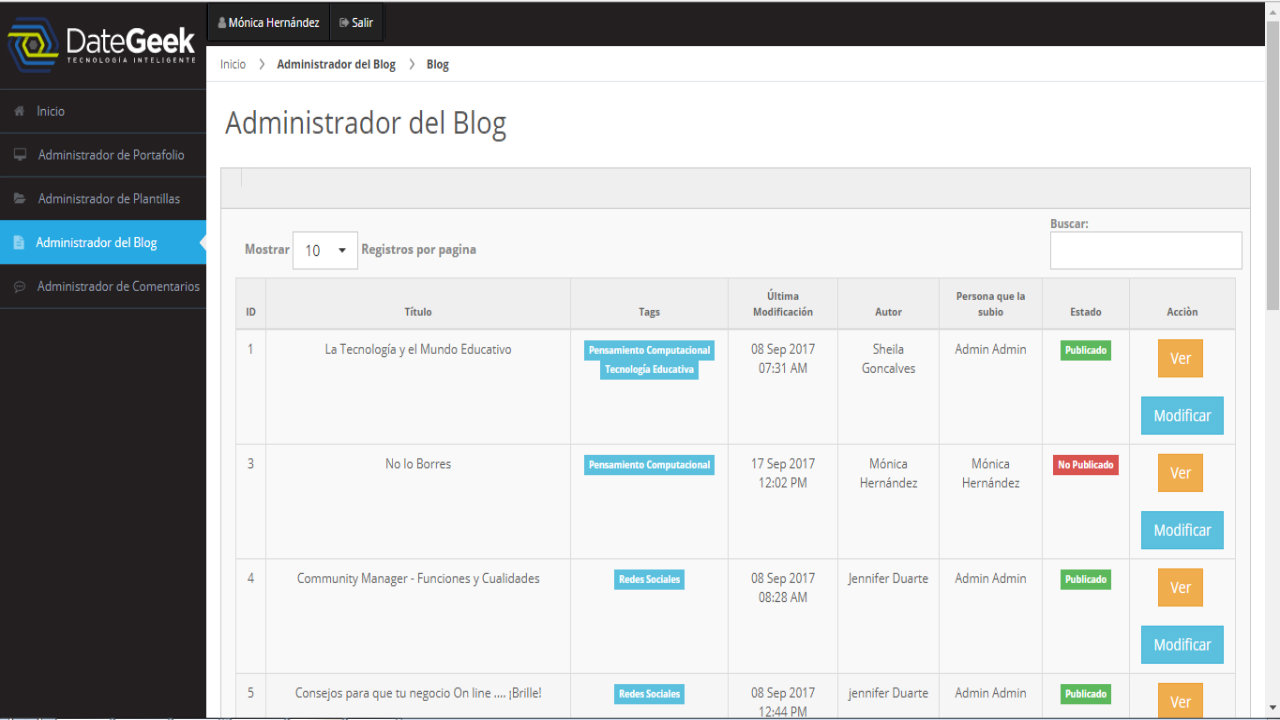 DateGeek
TECNOLOGÍA INTELIGENTE
Mónica Hernández
Salir
Inicio
Administrador de Portafolio
Administrador de Plantillas
Administrador del Blog
Administrador de Comentarios
Inicio > Administrador del Blog > Blog
Administrador del Blog
Mostrar 10 Registros por pagina
Buscar:
ID Título Tags Última Modificación Autor Persona que la subio Estado Acciòn
1 La Tecnología y el Mundo Educativo Pensamiento Computacional 08 Sep 2017 Sheila Admin Admin Publicado Ver
Tecnología Educativa 07:31 AM Goncalves
Modificar
3 No lo Borres Pensamiento Computacional 17 Sep 2017 Mónica Mónica No Publicado Ver
12:02 PM Hernández Hernández
Modificar
4 Community Manager - Funciones y Cualidades Redes Sociales 08 Sep 2017 Jennifer Duarte Admin Admin Publicado Ver
08:28 AM
Modificar
5 Consejos para que tu negocio On line .... ¡Brille! Redes Sociales 08 Sep 2017 jennifer Duarte Admin Admin Publicado Ver
12:44 PM